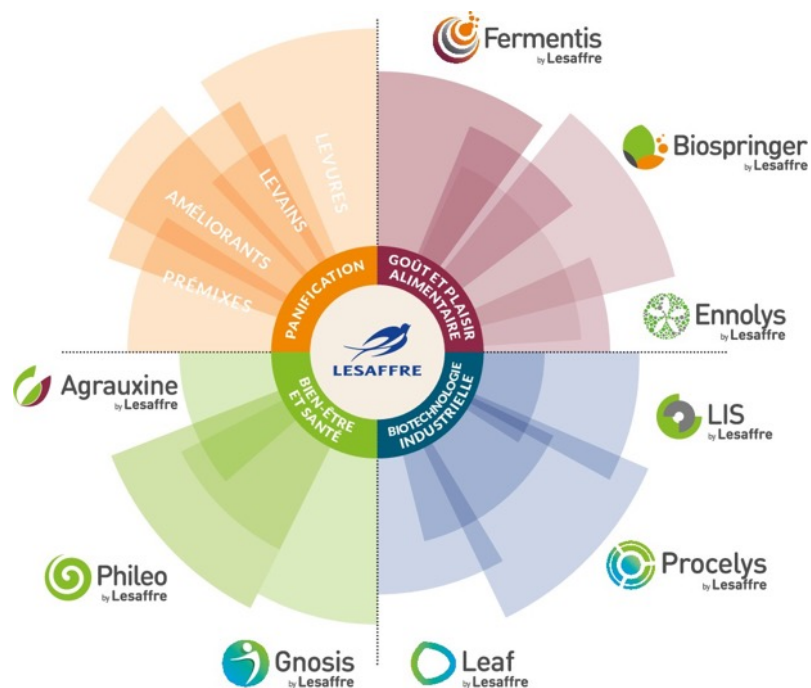 Fermentis
by Lesaffre
Biospringer
by Lesaffre
LEVURES
LEVAINS
AMÉLIORANTS
PRÉMIXES
PANIFICATION
GOÛT ET PLAISIR
ALIMENTAIRE
Ennolys
by Lesaffre
LESAFFRE
Agrauxine
by Lesaffre
BIEN-ÊTRE
ET SANTÉ
BIOTECHNOLOGIE
INDUSTRIELLE
LIS
by Lesaffre
Phileo
by Lesaffre
Procelys
by Lesaffre
Gnosis
by Lesaffre
Leaf
by Lesaffre